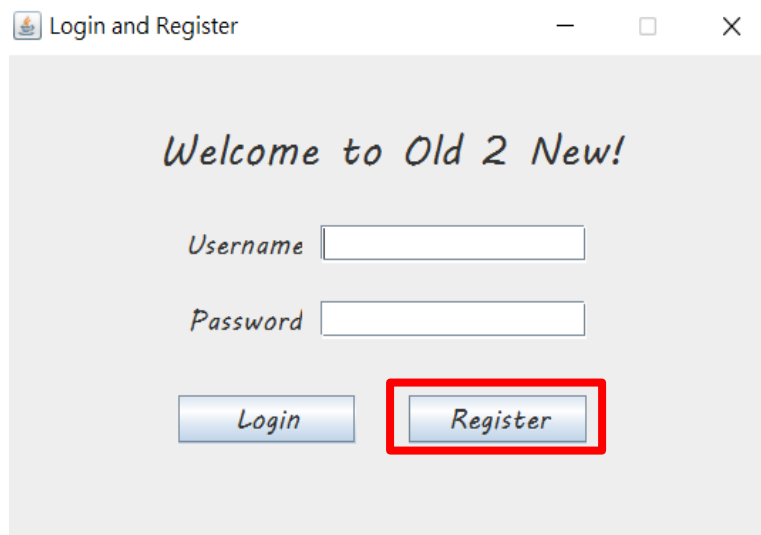 Login and Register
Welcome to Old 2 New!
Username
Password
Login Register